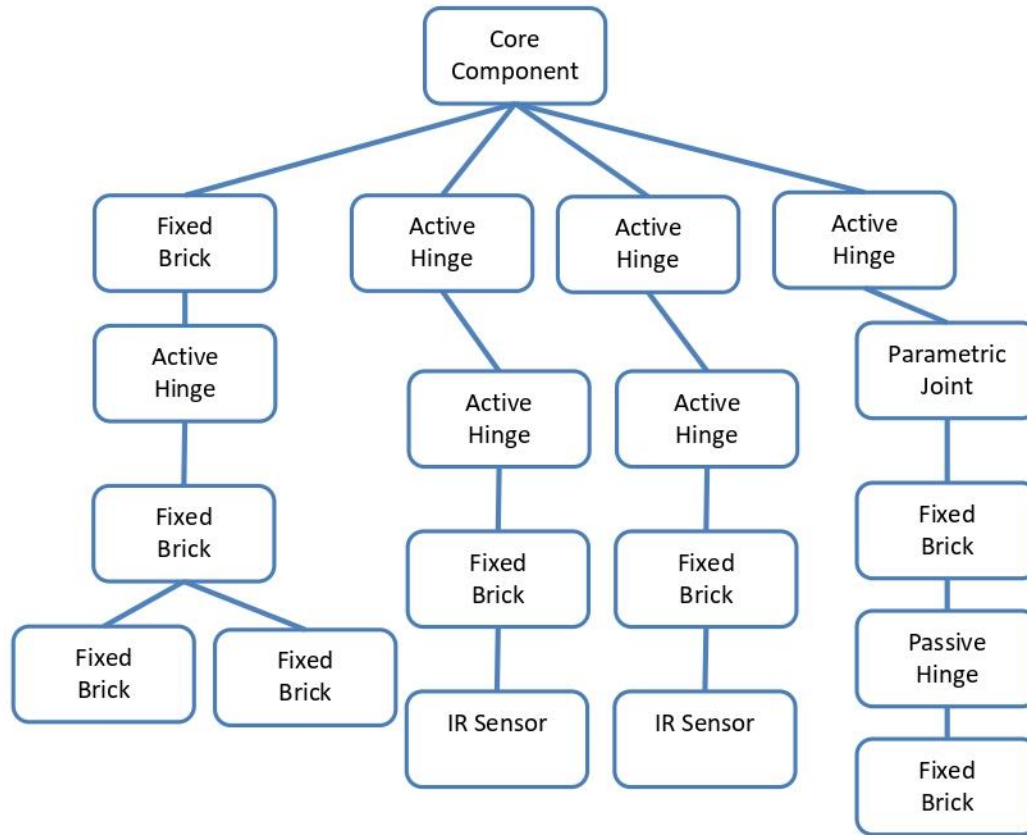 Core
Component
Fixed
Brick
Active
Hinge
Active
Hinge
Active
Hinge
Active
Hinge
Parametric
Joint
Active
Hinge
Active
Hinge
Fixed
Brick
Fixed
Brick
Fixed
Brick
Fixed
Brick
Fixed
Brick
Fixed
Brick
Passive
Hinge
IR Sensor
IR Sensor
Fixed
Brick